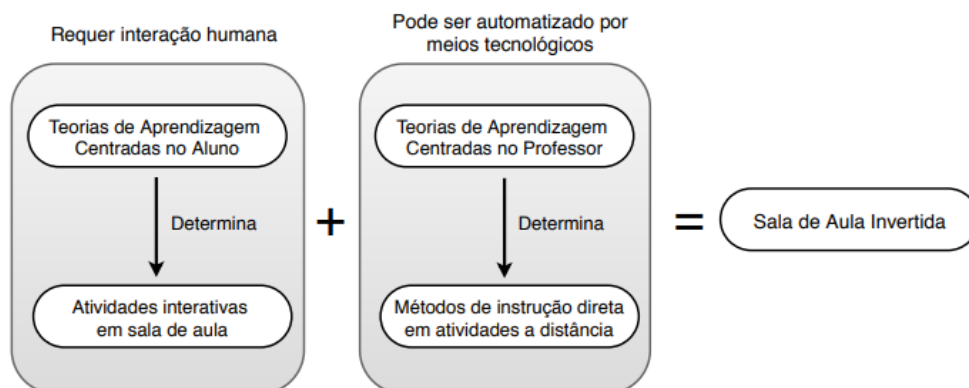 Requer interação humana
Pode ser automatizado por
meios tecnológicos
Teorias de Aprendizagem
Centradas no Aluno
Determina
Atividades interativas
em sala de aula
+
Teorias de Aprendizagem
Centradas no Professor
Determina
Métodos de instrução direta
em atividades a distância
=
Sala de Aula Invertida